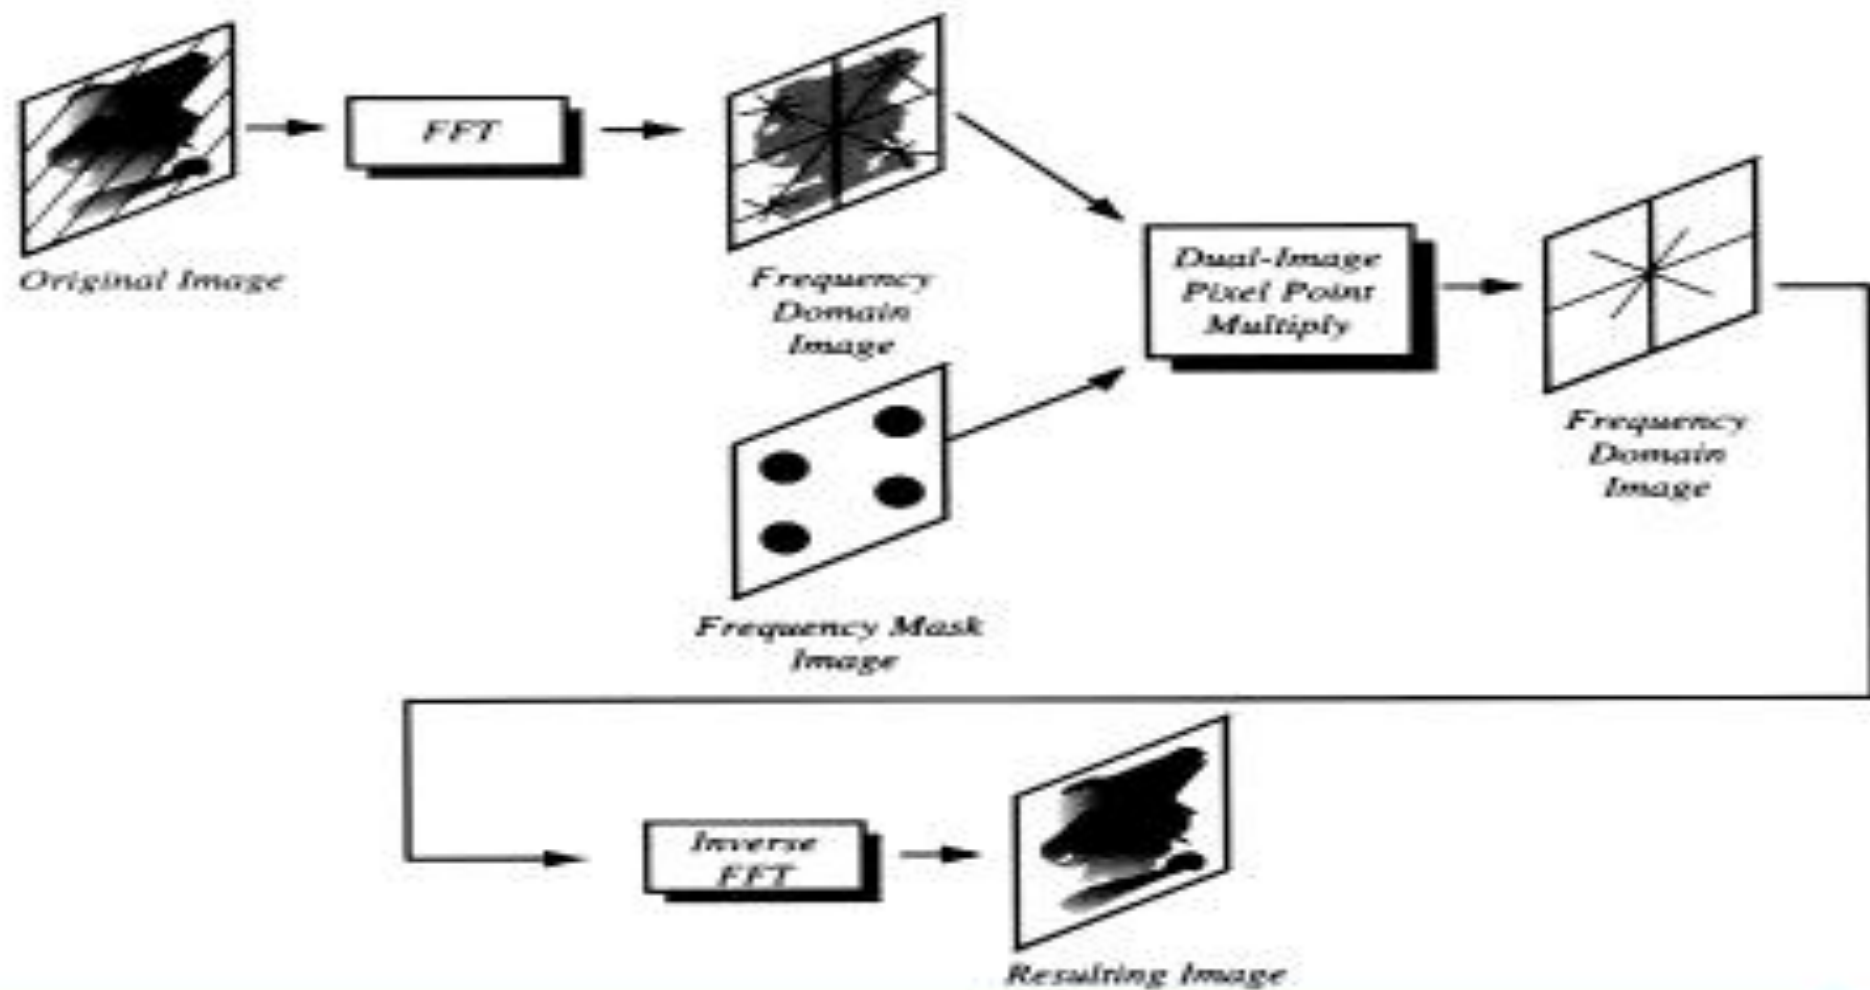 FFT
Original Image
Frequency
Domain
Image
Dual-Image
Pixel Point
Multiply
Frequency
Domain
Image
Frequency Mask
Image
Inverse
FFT
Resulting Image